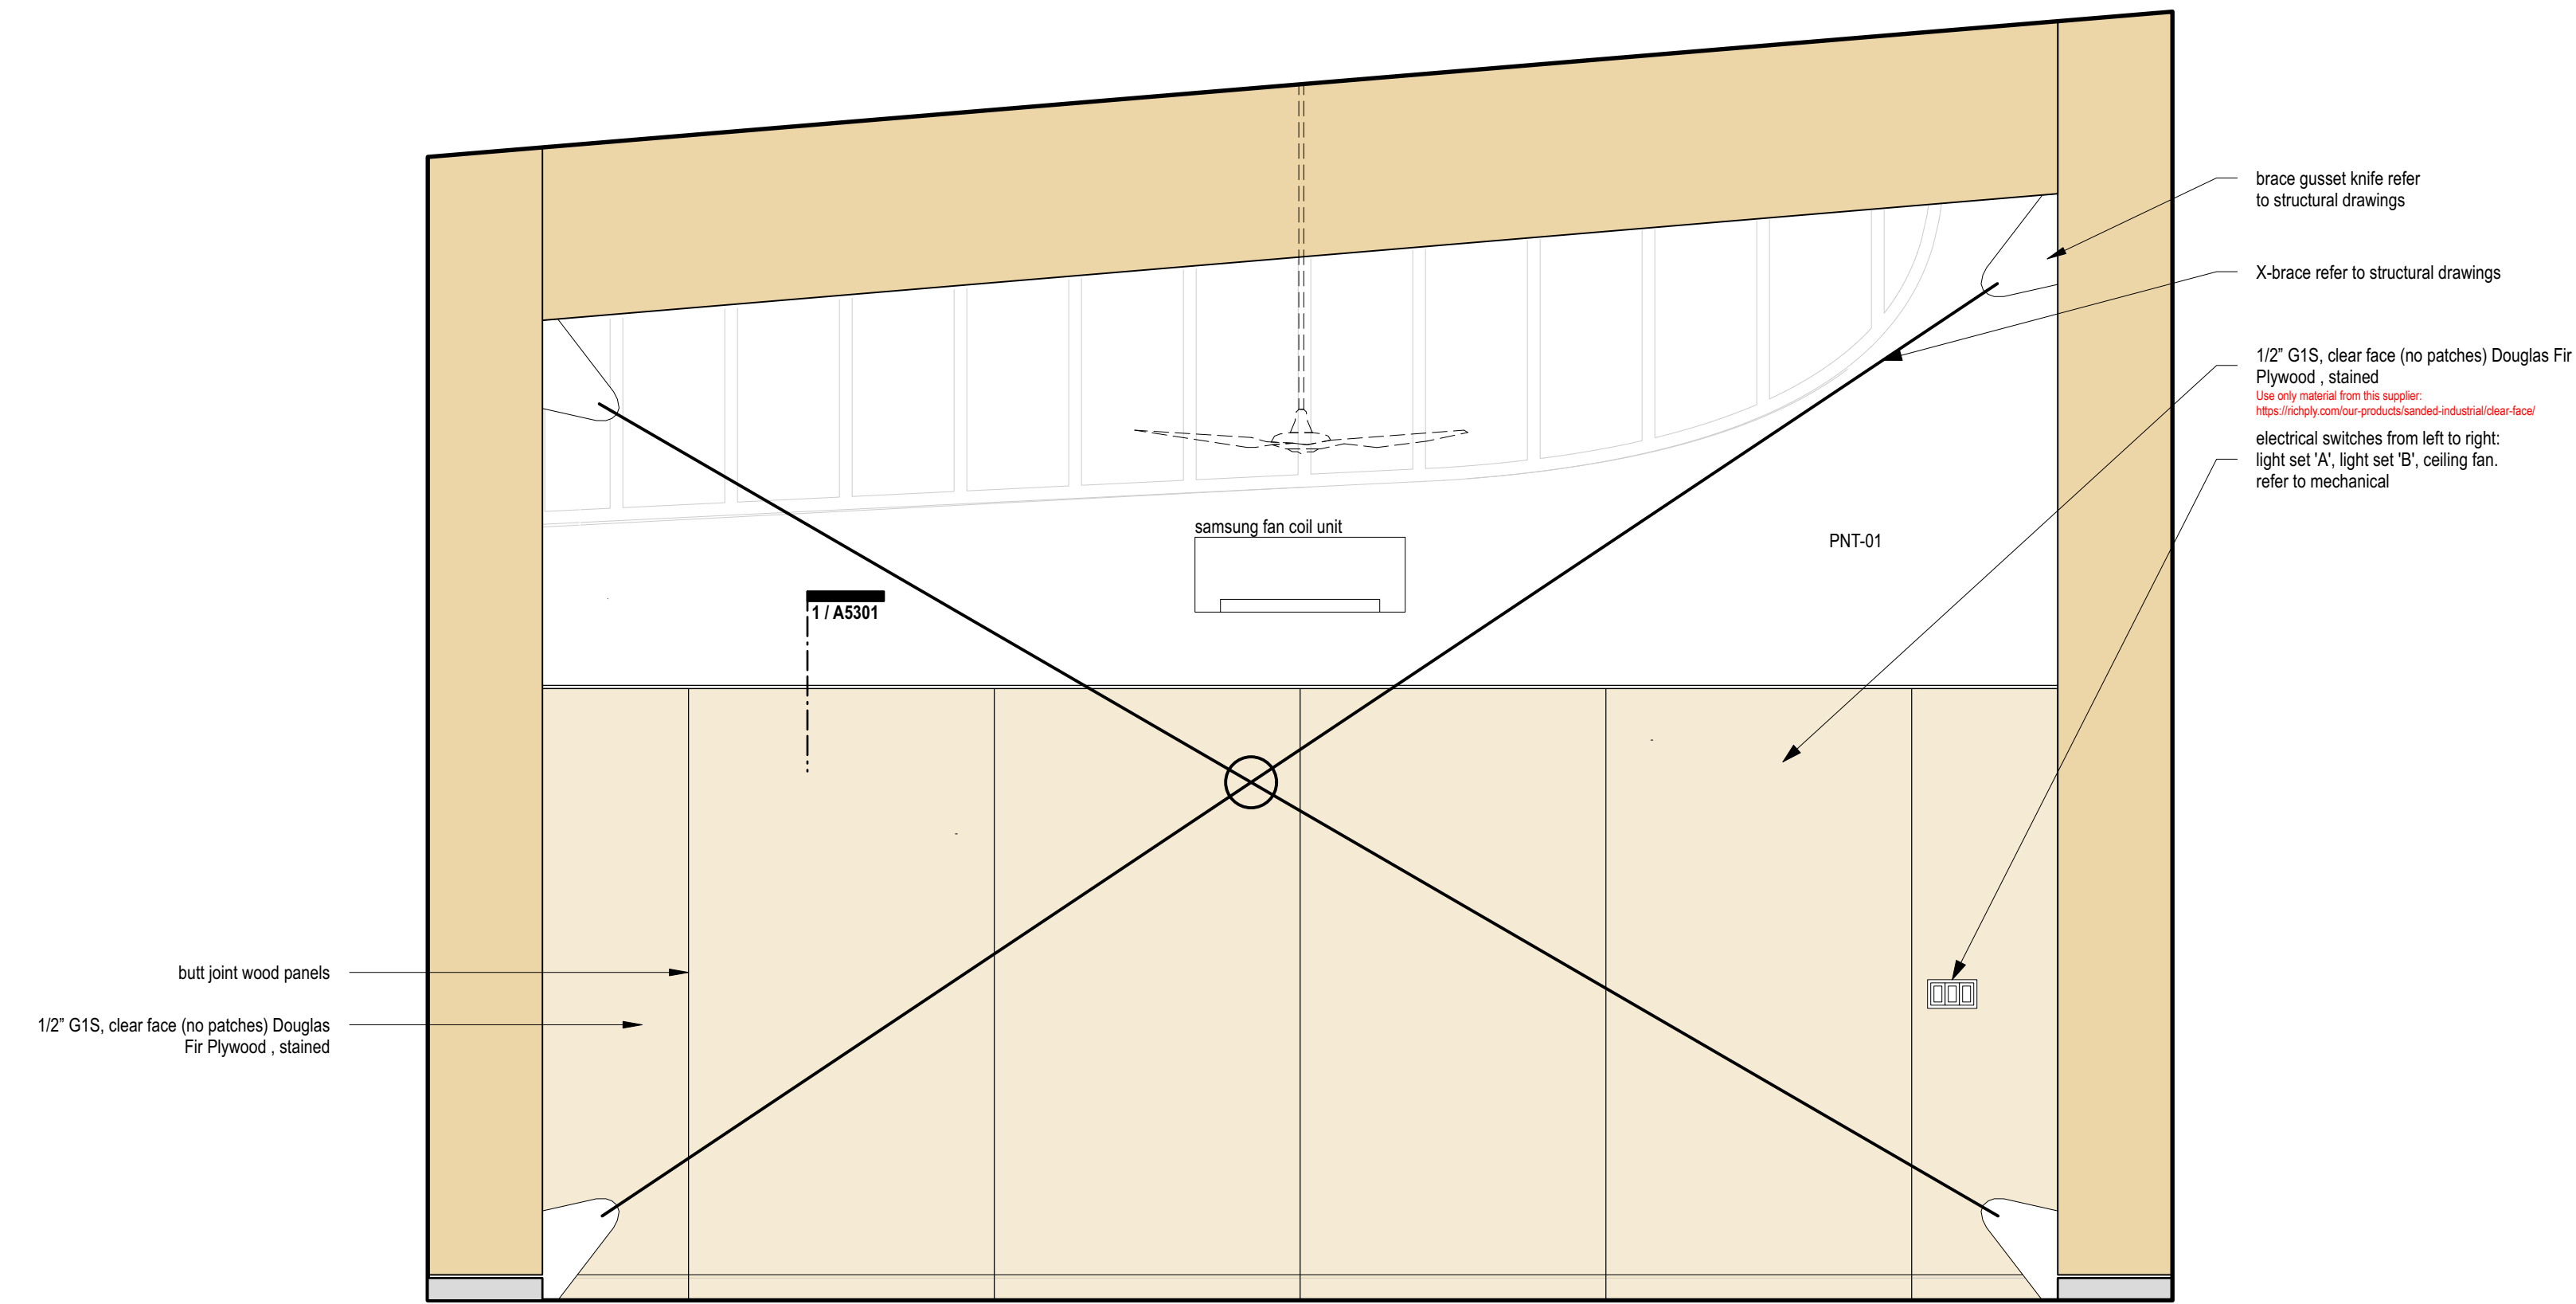 brace gusset knife refer
to structural drawings
X-brace refer to structural drawings
1/2” G1S, clear face (no patches) Douglas Fir
Plywood , stained
Use only material from this supplier:
https://richply.com/our-products/sanded-industrial/clear-face/
electrical switches from left to right:
light set 'A', light set 'B', ceiling fan.
refer to mechanical
samsung fan coil unit
PNT-01
1 / A5301
butt joint wood panels
1/2” G1S, clear face (no patches) Douglas
Fir Plywood , stained